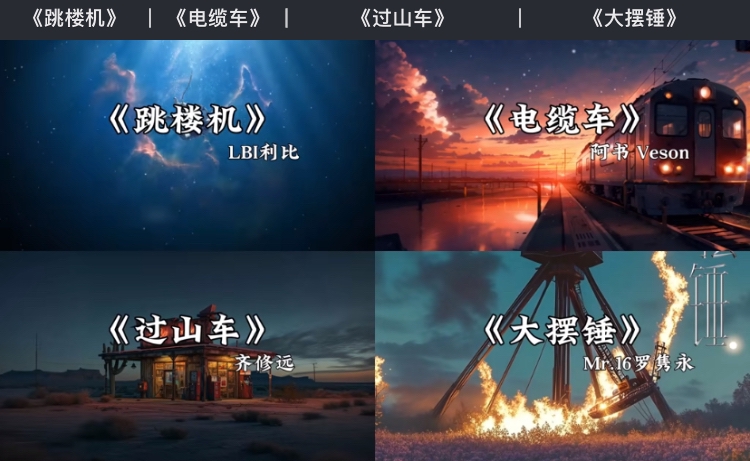 《跳楼机》 | 《电缆车》 | 《过山车》 | 《大摆锤》
《跳楼机》
LBI利比
《电缆车》
阿书 Veson
《过山车》
齐修远
锤
《大摆锤》
Mr.16罗隽永